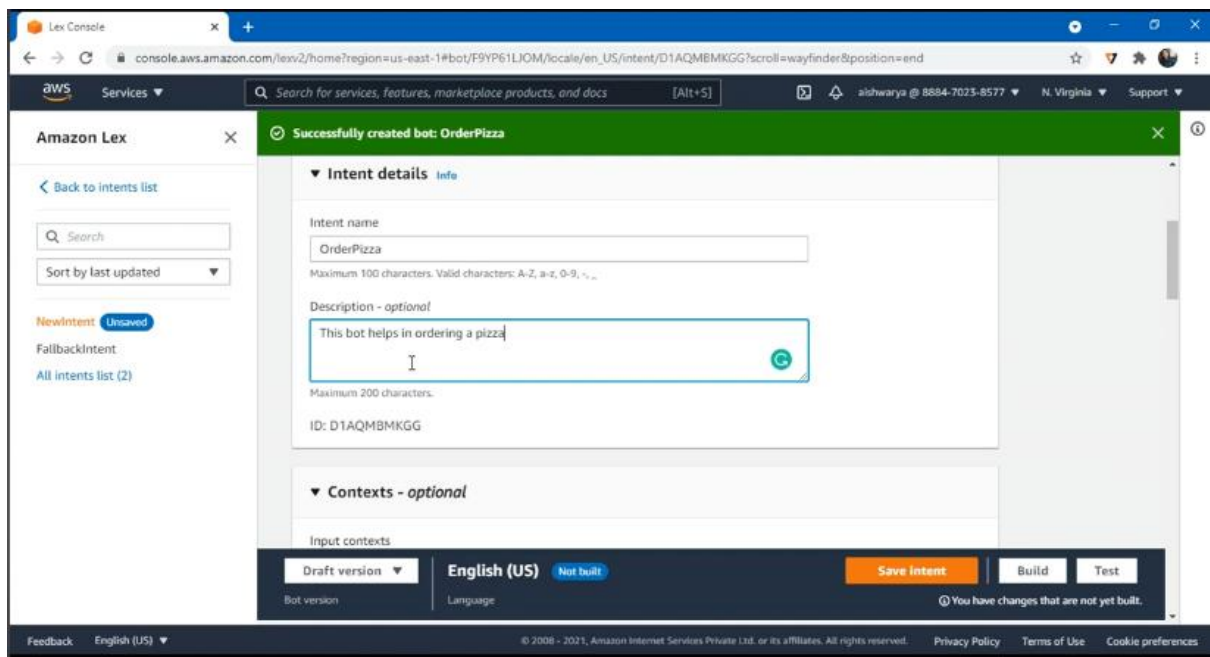 Lex Console
console.aws.amazon.com/lexv2/home?region=us-east-1#bot/F9YP61LJOM/locale/en_US/intent/D1AQMBMKGG?scroll=wayfinder&position=end
aws Services ▼ Search for services, features, marketplace products, and docs [Alt+S] aishwarya @ 8884-7023-8577 ▼ N. Virginia ▼ Support ▼
Amazon Lex
Successfully created bot: OrderPizza
Back to intents list
Search
Sort by last updated
NewIntent Unsaved
FallbackIntent
All intents list (2)
Intent details Info
Intent name
OrderPizza
Maximum 100 characters. Valid characters: A-Z, a-z, 0-9, -, _
Description - optional
This bot helps in ordering a pizza
Maximum 200 characters.
ID: D1AQMBMKGG
Contexts - optional
Input contexts
Draft version ▼ English (US) Not built Save intent Build Test
Bot version Language You have changes that are not yet built.
Feedback English (US) ▼ © 2008 - 2021, Amazon Internet Services Private Ltd. or its affiliates. All rights reserved. Privacy Policy Terms of Use Cookie preferences